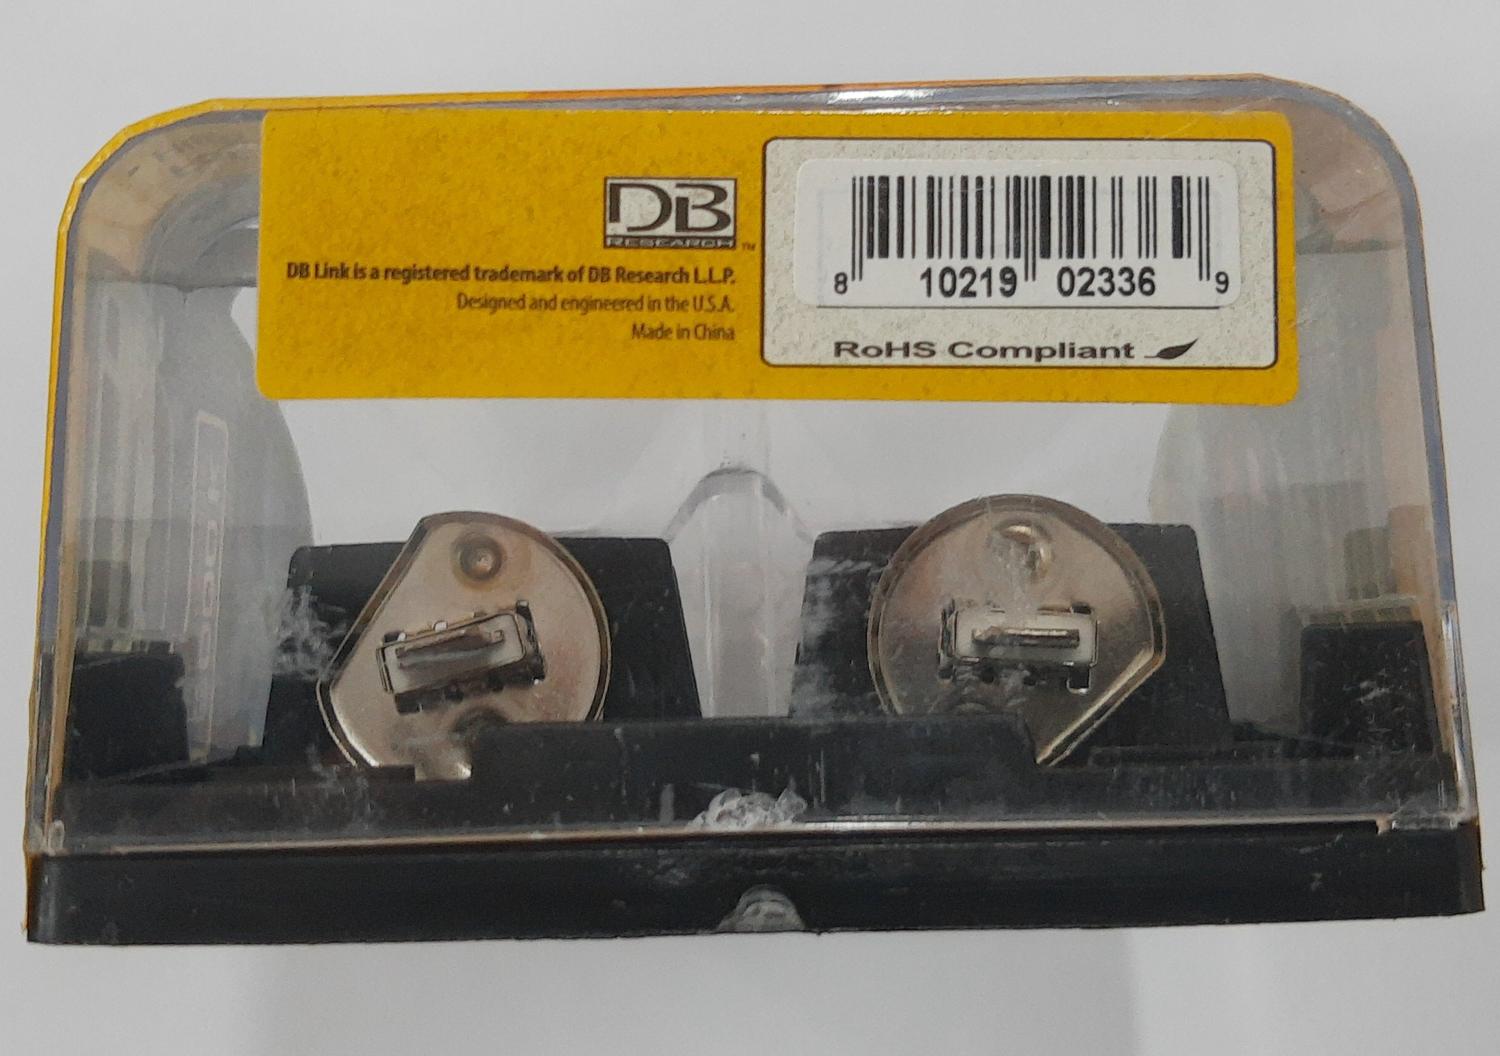 DB
RESEARCH™
DB Link is a registered trademark of DB Research L.L.P.
Designed and engineered in the U.S.A.
Made in China
8 10219 02336 9
RoHS Compliant